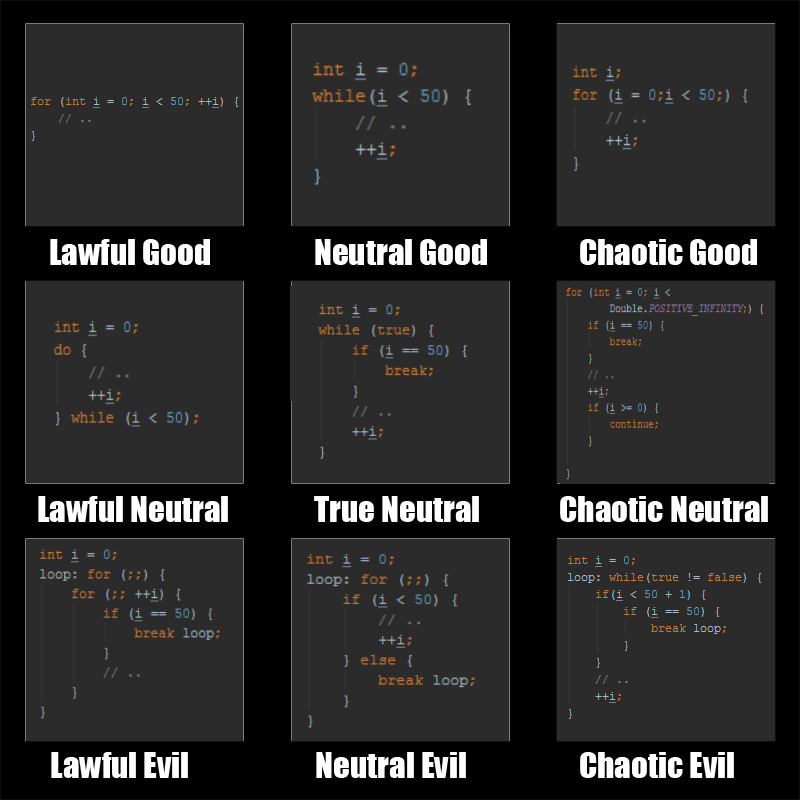 for (int i = 0; i < 50; ++i) {
    // ..
}
Lawful Good
int i = 0;
while(i < 50) {
    // ..
    ++i;
}
Neutral Good
int i;
for (i = 0;i < 50;) {
    // ..
    ++i;
}
Chaotic Good
int i = 0;
do {
    // ..
    ++i;
} while (i < 50);
Lawful Neutral
int i = 0;
while (true) {
    if (i == 50) {
        break;
    }
    // ..
    ++i;
}
True Neutral
for (int i = 0; i <
        Double.POSITIVE_INFINITY;) {
    if (i == 50) {
        break;
    }
    // ..
    ++i;
    if (i >= 0) {
        continue;
    }
}
Chaotic Neutral
int i = 0;
loop: for (;;) {
    for (;; ++i) {
        if (i == 50) {
            break loop;
        }
        // ..
    }
}
Lawful Evil
int i = 0;
loop: for (;;) {
    if (i < 50) {
        // ..
        ++i;
    } else {
        break loop;
    }
}
Neutral Evil
int i = 0;
loop: while(true != false) {
    if(i < 50 + 1) {
        if (i == 50) {
            break loop;
        }
    }
    // ..
    ++i;
}
Chaotic Evil